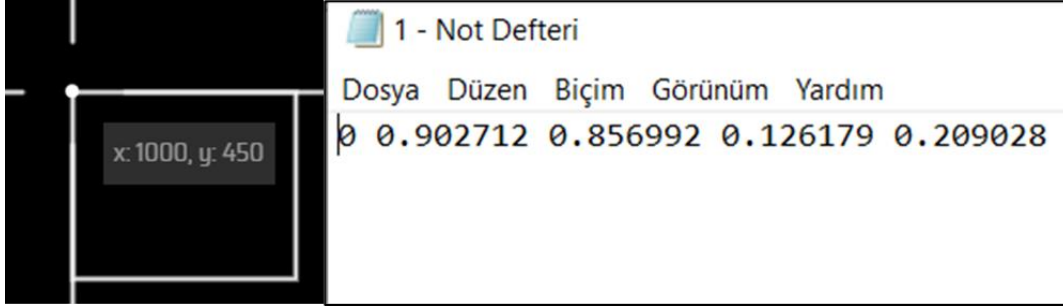 x: 1000, y: 450
1 - Not Defteri
Dosya Düzen Biçim Görünüm Yardım
0 0.902712 0.856992 0.126179 0.209028